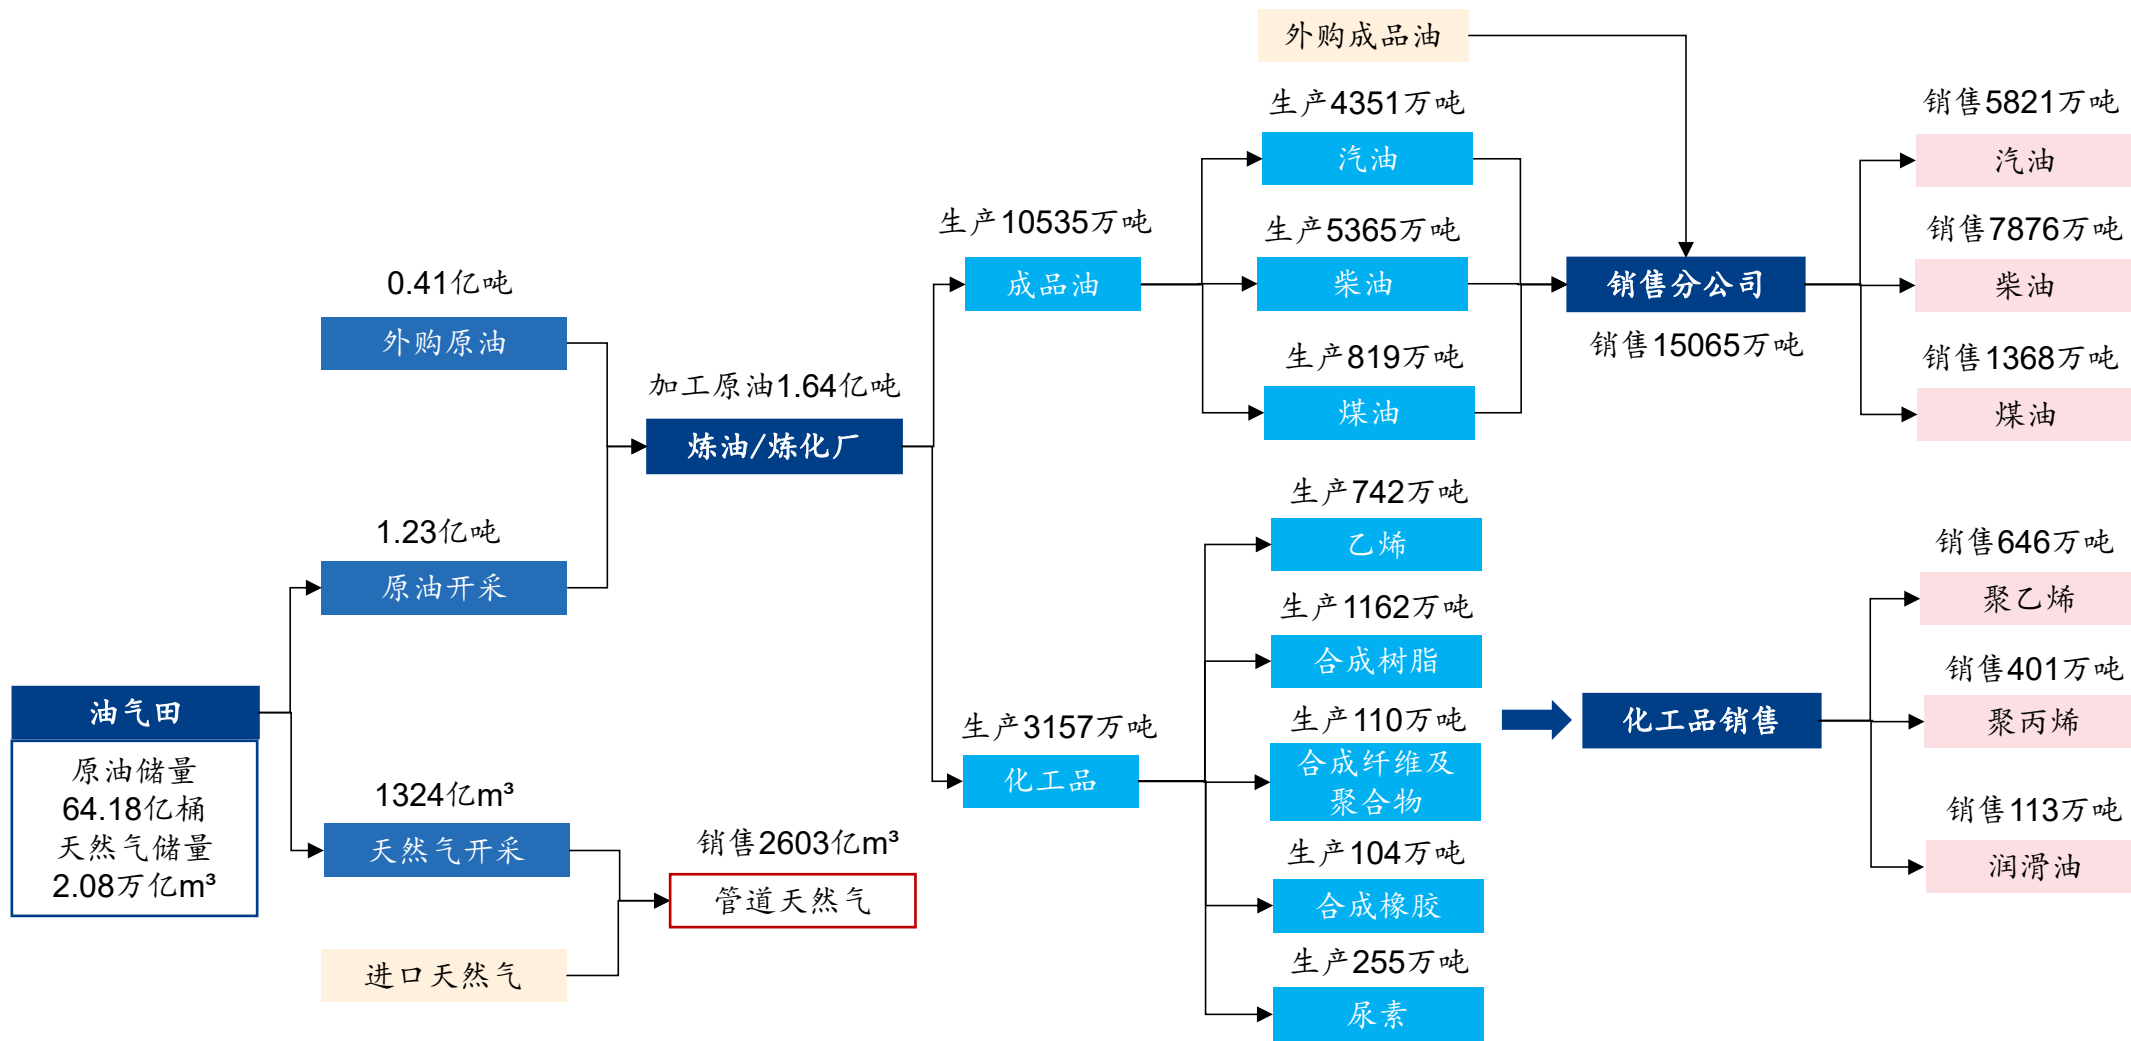 外购成品油
生产4351万吨
汽油
生产10535万吨
成品油
生产5365万吨
柴油
生产819万吨
煤油
销售分公司
销售15065万吨
销售5821万吨
汽油
销售7876万吨
柴油
销售1368万吨
煤油
0.41亿吨
外购原油
加工原油1.64亿吨
炼油/炼化厂
1.23亿吨
原油开采
油气田
原油储量
64.18亿桶
天然气储量
2.08万亿m³
1324亿m³
天然气开采
进口天然气
销售2603亿m³
管道天然气
生产3157万吨
化工品
生产742万吨
乙烯
生产1162万吨
合成树脂
生产110万吨
合成纤维及
聚合物
生产104万吨
合成橡胶
生产255万吨
尿素
化工品销售
销售646万吨
聚乙烯
销售401万吨
聚丙烯
销售113万吨
润滑油